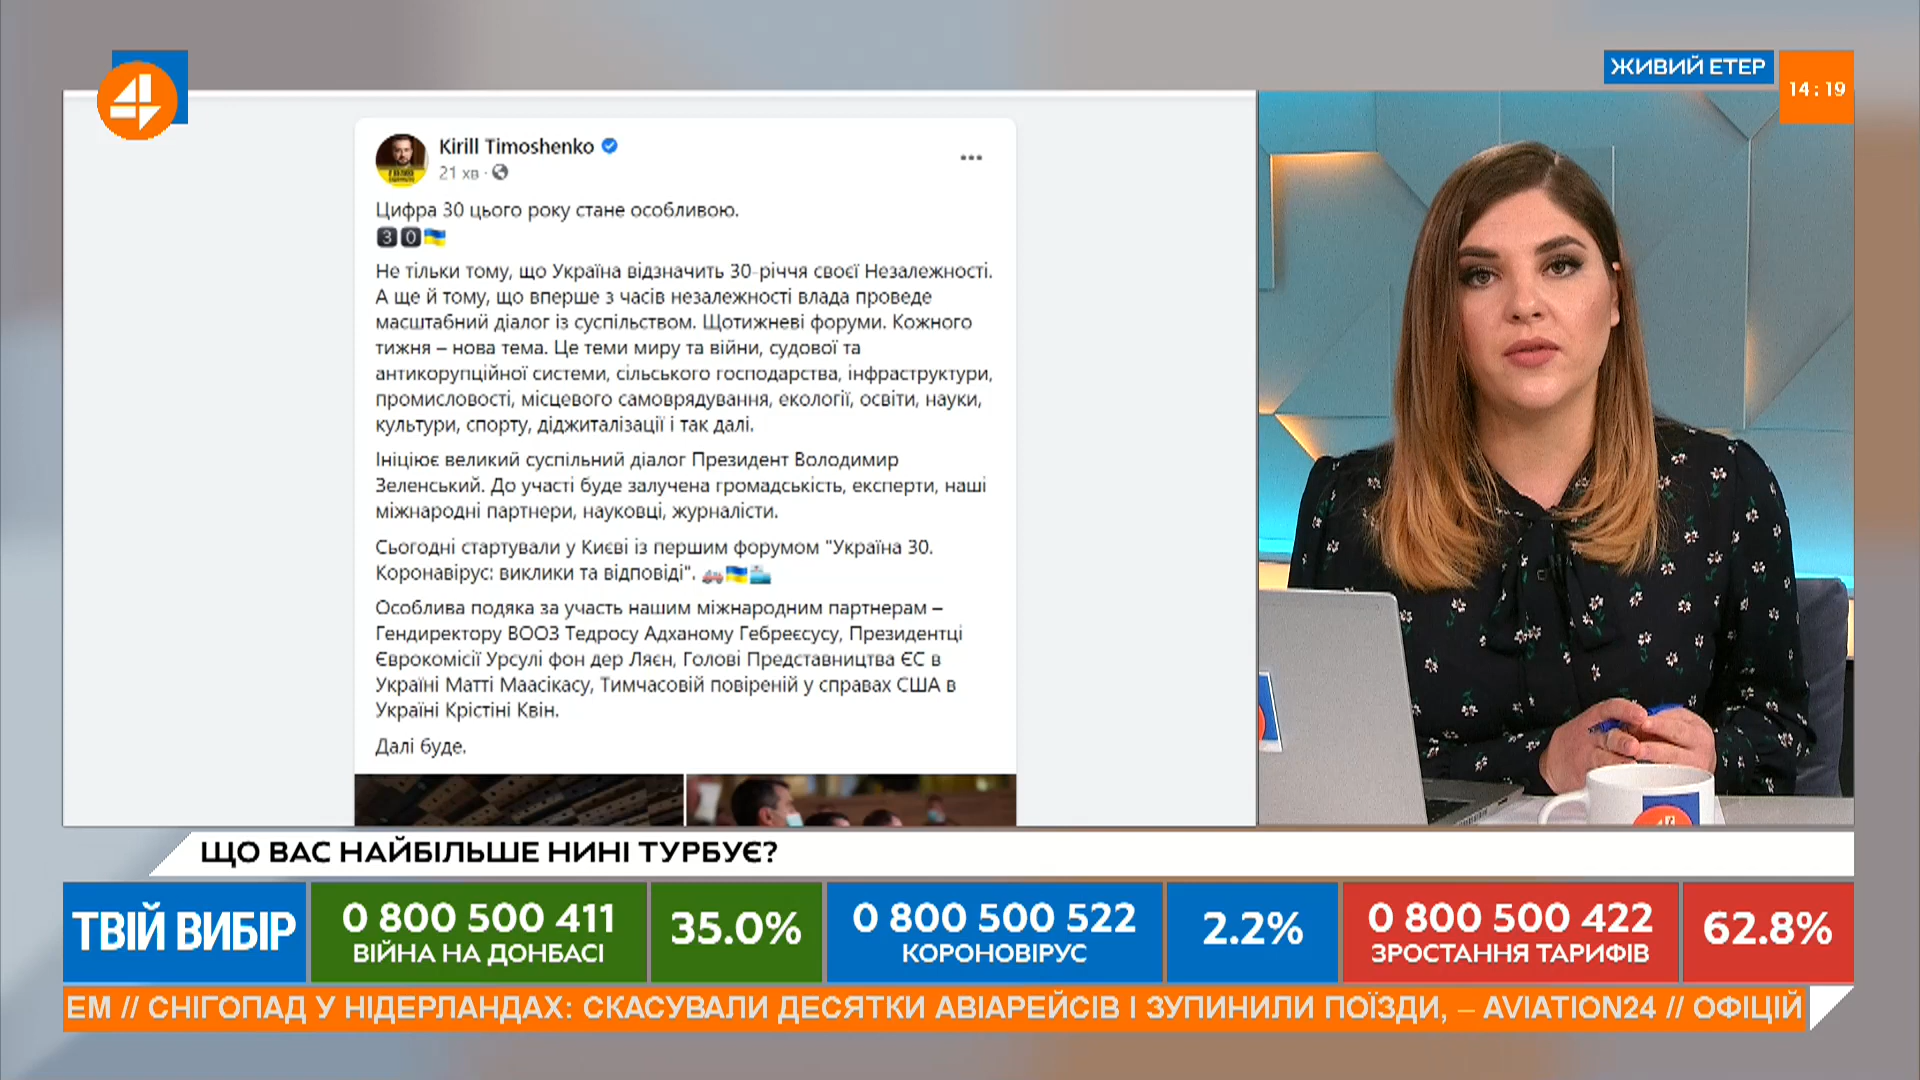 ЖИВИЙ ЕТЕР
14:19
4
Kirill Timoshenko
21 хв
Цифра 30 цього року стане особливою.
3 0
Не тільки тому, що Україна відзначить 30-річчя своєї Незалежності.
А ще й тому, що вперше з часів незалежності влада проведе
масштабний діалог із суспільством. Щотижневі форуми. Кожного
тижня – нова тема. Це теми миру та війни, судової та
антикорупційної системи, сільського господарства, інфраструктури,
промисловості, місцевого самоврядування, екології, освіти, науки,
культури, спорту, діджиталізації і так далі.
Ініціює великий суспільний діалог Президент Володимир
Зеленський. До участі буде залучена громадськість, експерти, наші
міжнародні партнери, науковці, журналісти.
Сьогодні стартували у Києві із першим форумом "Україна 30.
Коронавірус: виклики та відповіді".
Особлива подяка за участь нашим міжнародним партнерам –
Гендиректору ВООЗ Тедросу Адханому Гебреєсусу, Президентці
Єврокомісії Урсулі фон дер Ляєн, Голові Представництва ЄС в
Україні Матті Маасікасу, Тимчасовій повіреній у справах США в
Україні Крістіні Квін.
Далі буде.
ЩО ВАС НАЙБІЛЬШЕ НИНІ ТУРБУЄ?
ТВІЙ ВИБІР
0 800 500 411
ВІЙНА НА ДОНБАСІ
35.0%
0 800 500 522
КОРОНОВІРУС
2.2%
0 800 500 422
ЗРОСТАННЯ ТАРИФІВ
62.8%
ЕМ // СНІГОПАД У НІДЕРЛАНДАХ: СКАСУВАЛИ ДЕСЯТКИ АВІАРЕЙСІВ І ЗУПИНИЛИ ПОЇЗДИ, – AVIATION24 // ОФІЦІЙ